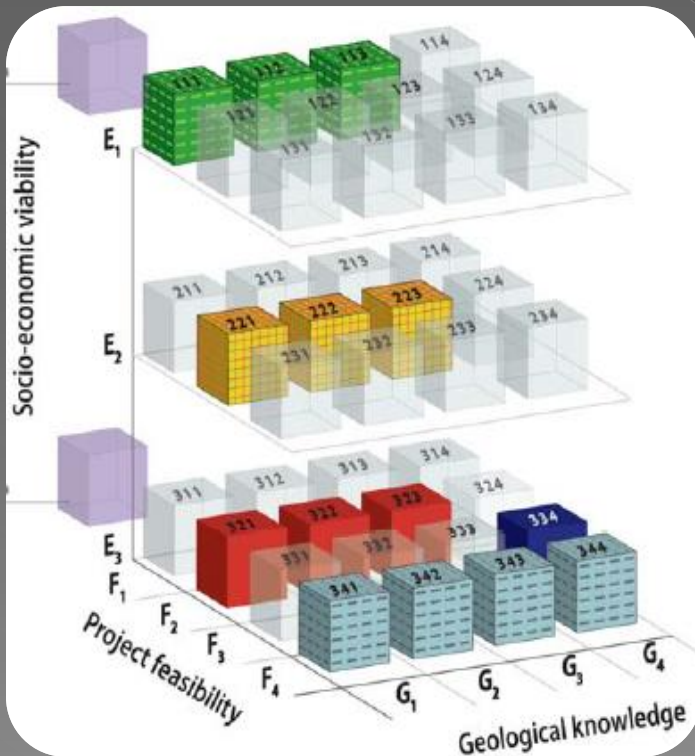 114
111 112 113
124
121 122 123
134
131 132 133
E₁
Socio-economic viability
214
211 212 213
224
221 222 223
234
231 232 233
E₂
314
311 312 313
324
321 322 323
334
331 332 333
344
341 342 343
E₃
F₁
F₂
F₃
F₄
Project feasibility
G₁
G₂
G₃
G₄
Geological knowledge